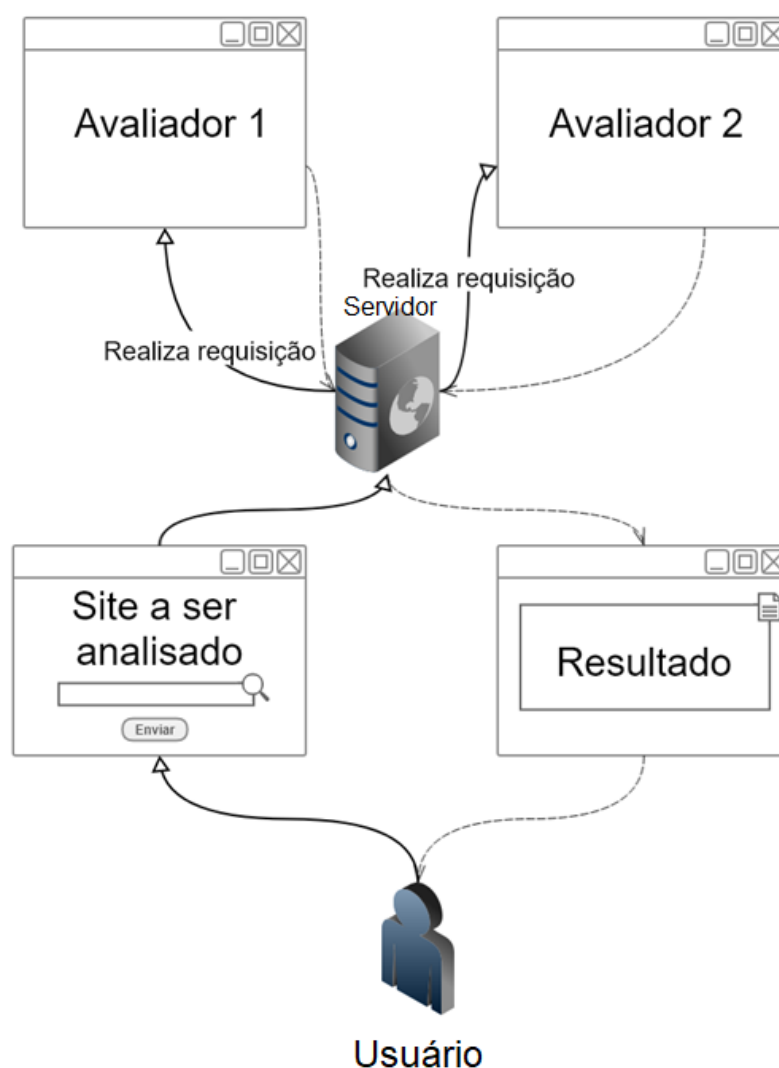 Avaliador 1
Avaliador 2
Realiza requisição
Servidor
Realiza requisição
Site a ser
analisado
Enviar
Resultado
Usuário